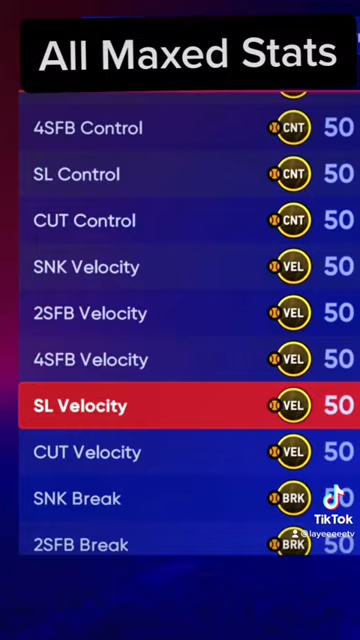 All Maxed Stats
4SFB Control CNT 50
SL Control CNT 50
CUT Control CNT 50
SNK Velocity VEL 50
2SFB Velocity VEL 50
4SFB Velocity VEL 50
SL Velocity VEL 50
CUT Velocity VEL 50
SNK Break BRK 50
TikTok
@layeeeeetv
2SFB Break BRK 50